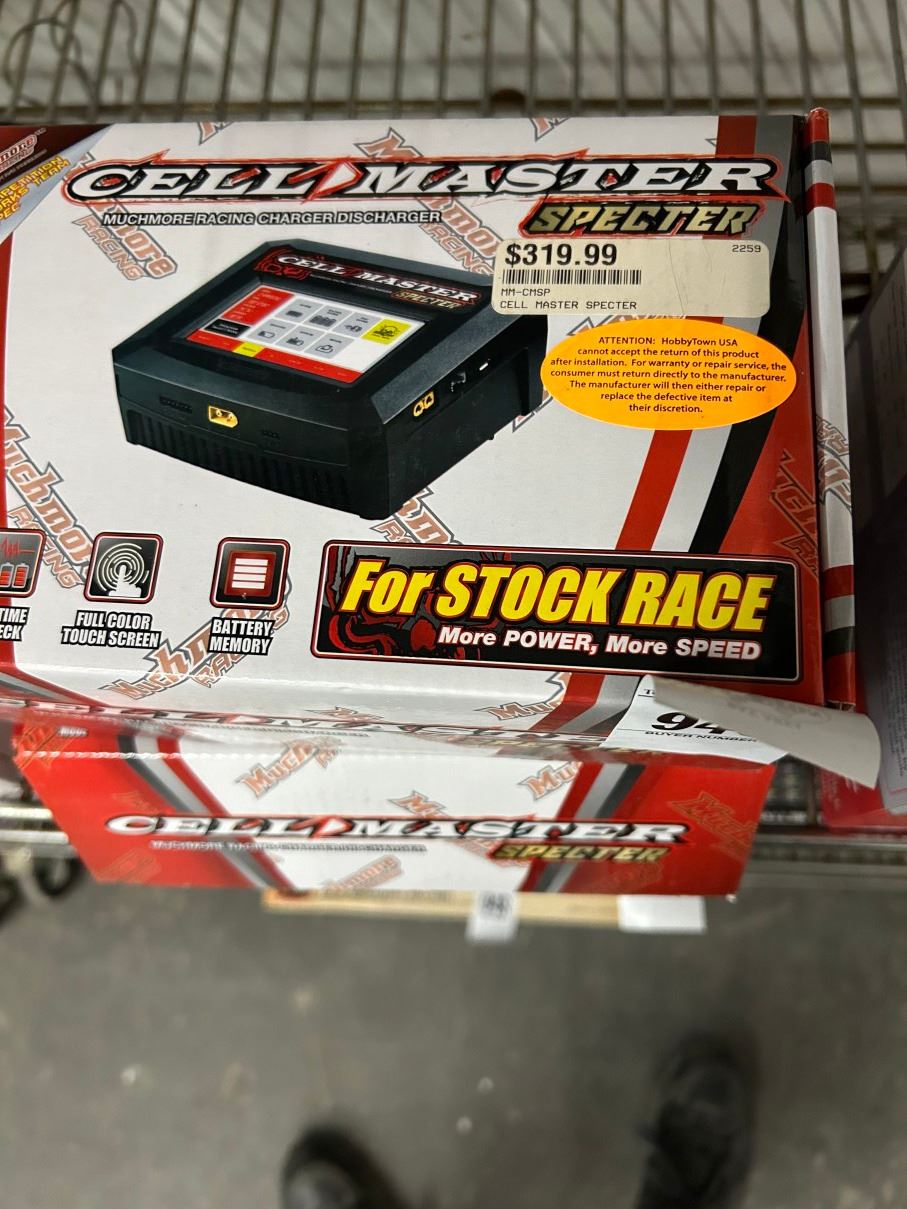 CELL MASTER
SPECTER
MUCHMORE RACING CHARGER DISCHARGER
Muchmore
RACING
CELL MASTER
SPECTER
$319.99
2259
MM-CMSP
CELL MASTER SPECTER
ATTENTION: HobbyTown USA
cannot accept the return of this product
after installation. For warranty or repair service, the
consumer must return directly to the manufacturer.
The manufacturer will then either repair or
replace the defective item at
their discretion.
FULL COLOR
TOUCH SCREEN
BATTERY
MEMORY
For STOCK RACE
More POWER, More SPEED
BUYER NUMBER
CELL MASTER
SPECTER